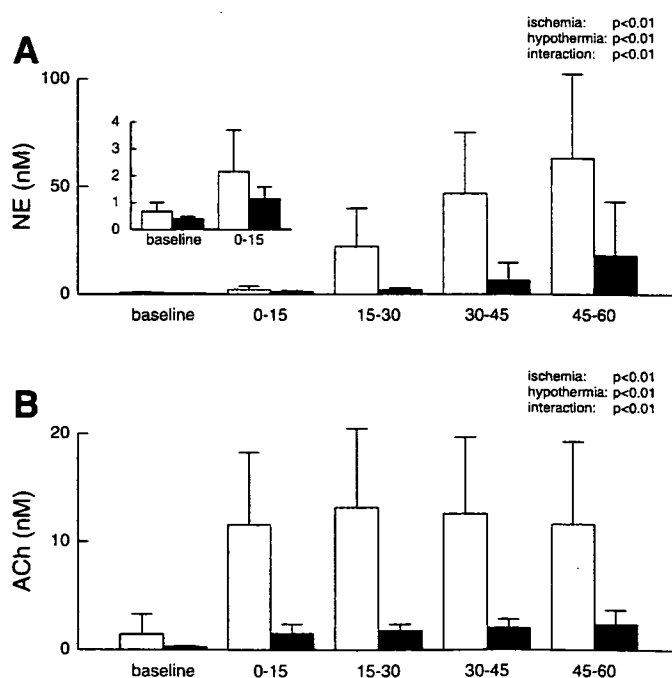 ischemia: p<0.01
hypothermia: p<0.01
interaction: p<0.01
A
NE (nM)
100
50
0
4
3
2
1
0
baseline 0-15
baseline 0-15 15-30 30-45 45-60
ischemia: p<0.01
hypothermia: p<0.01
interaction: p<0.01
B
ACh (nM)
20
10
0
baseline 0-15 15-30 30-45 45-60